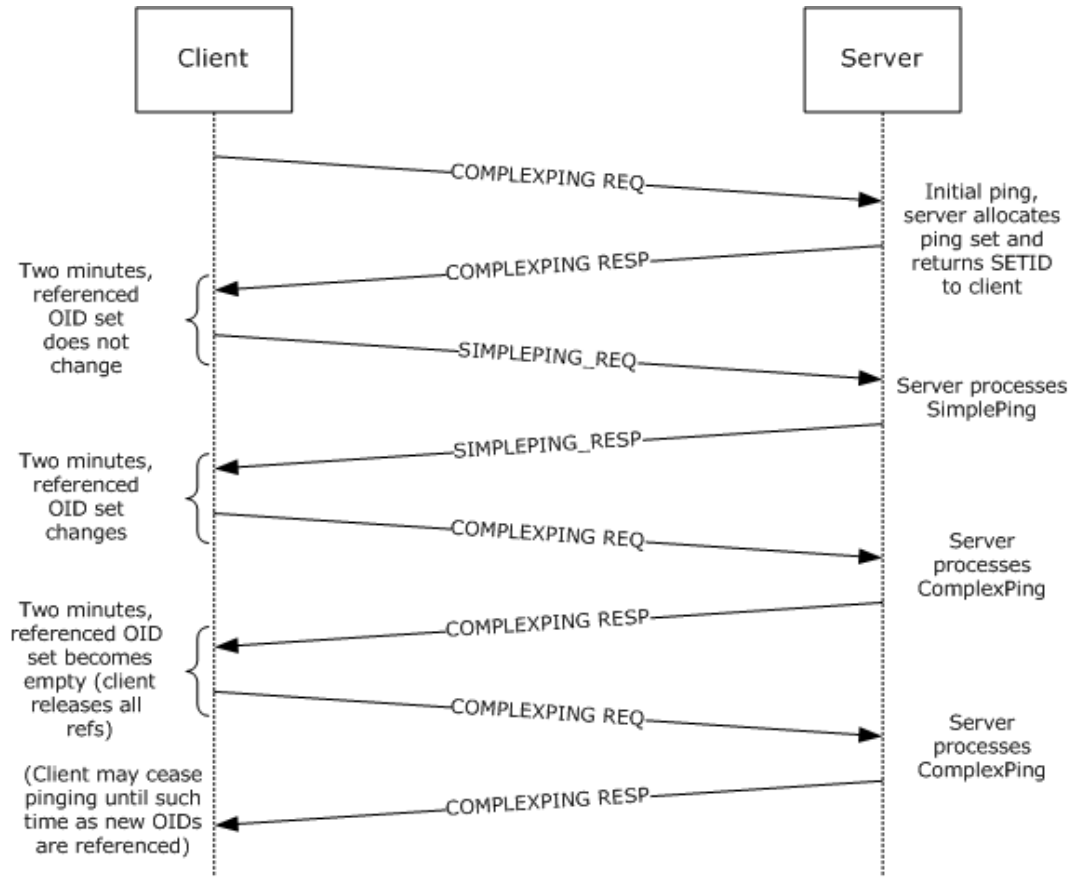 Client
Server
COMPLEXPING REQ
Initial ping,
server allocates
ping set and
returns SETID
to client
COMPLEXPING RESP
Two minutes,
referenced
OID set
does not
change
SIMPLEPING_REQ
Server processes
SimplePing
SIMPLEPING_RESP
Two minutes,
referenced
OID set
changes
COMPLEXPING REQ
Server
processes
ComplexPing
COMPLEXPING RESP
Two minutes,
referenced OID
set becomes
empty (client
releases all
refs)
COMPLEXPING REQ
Server
processes
ComplexPing
COMPLEXPING RESP
(Client may cease
pinging until such
time as new OIDs
are referenced)